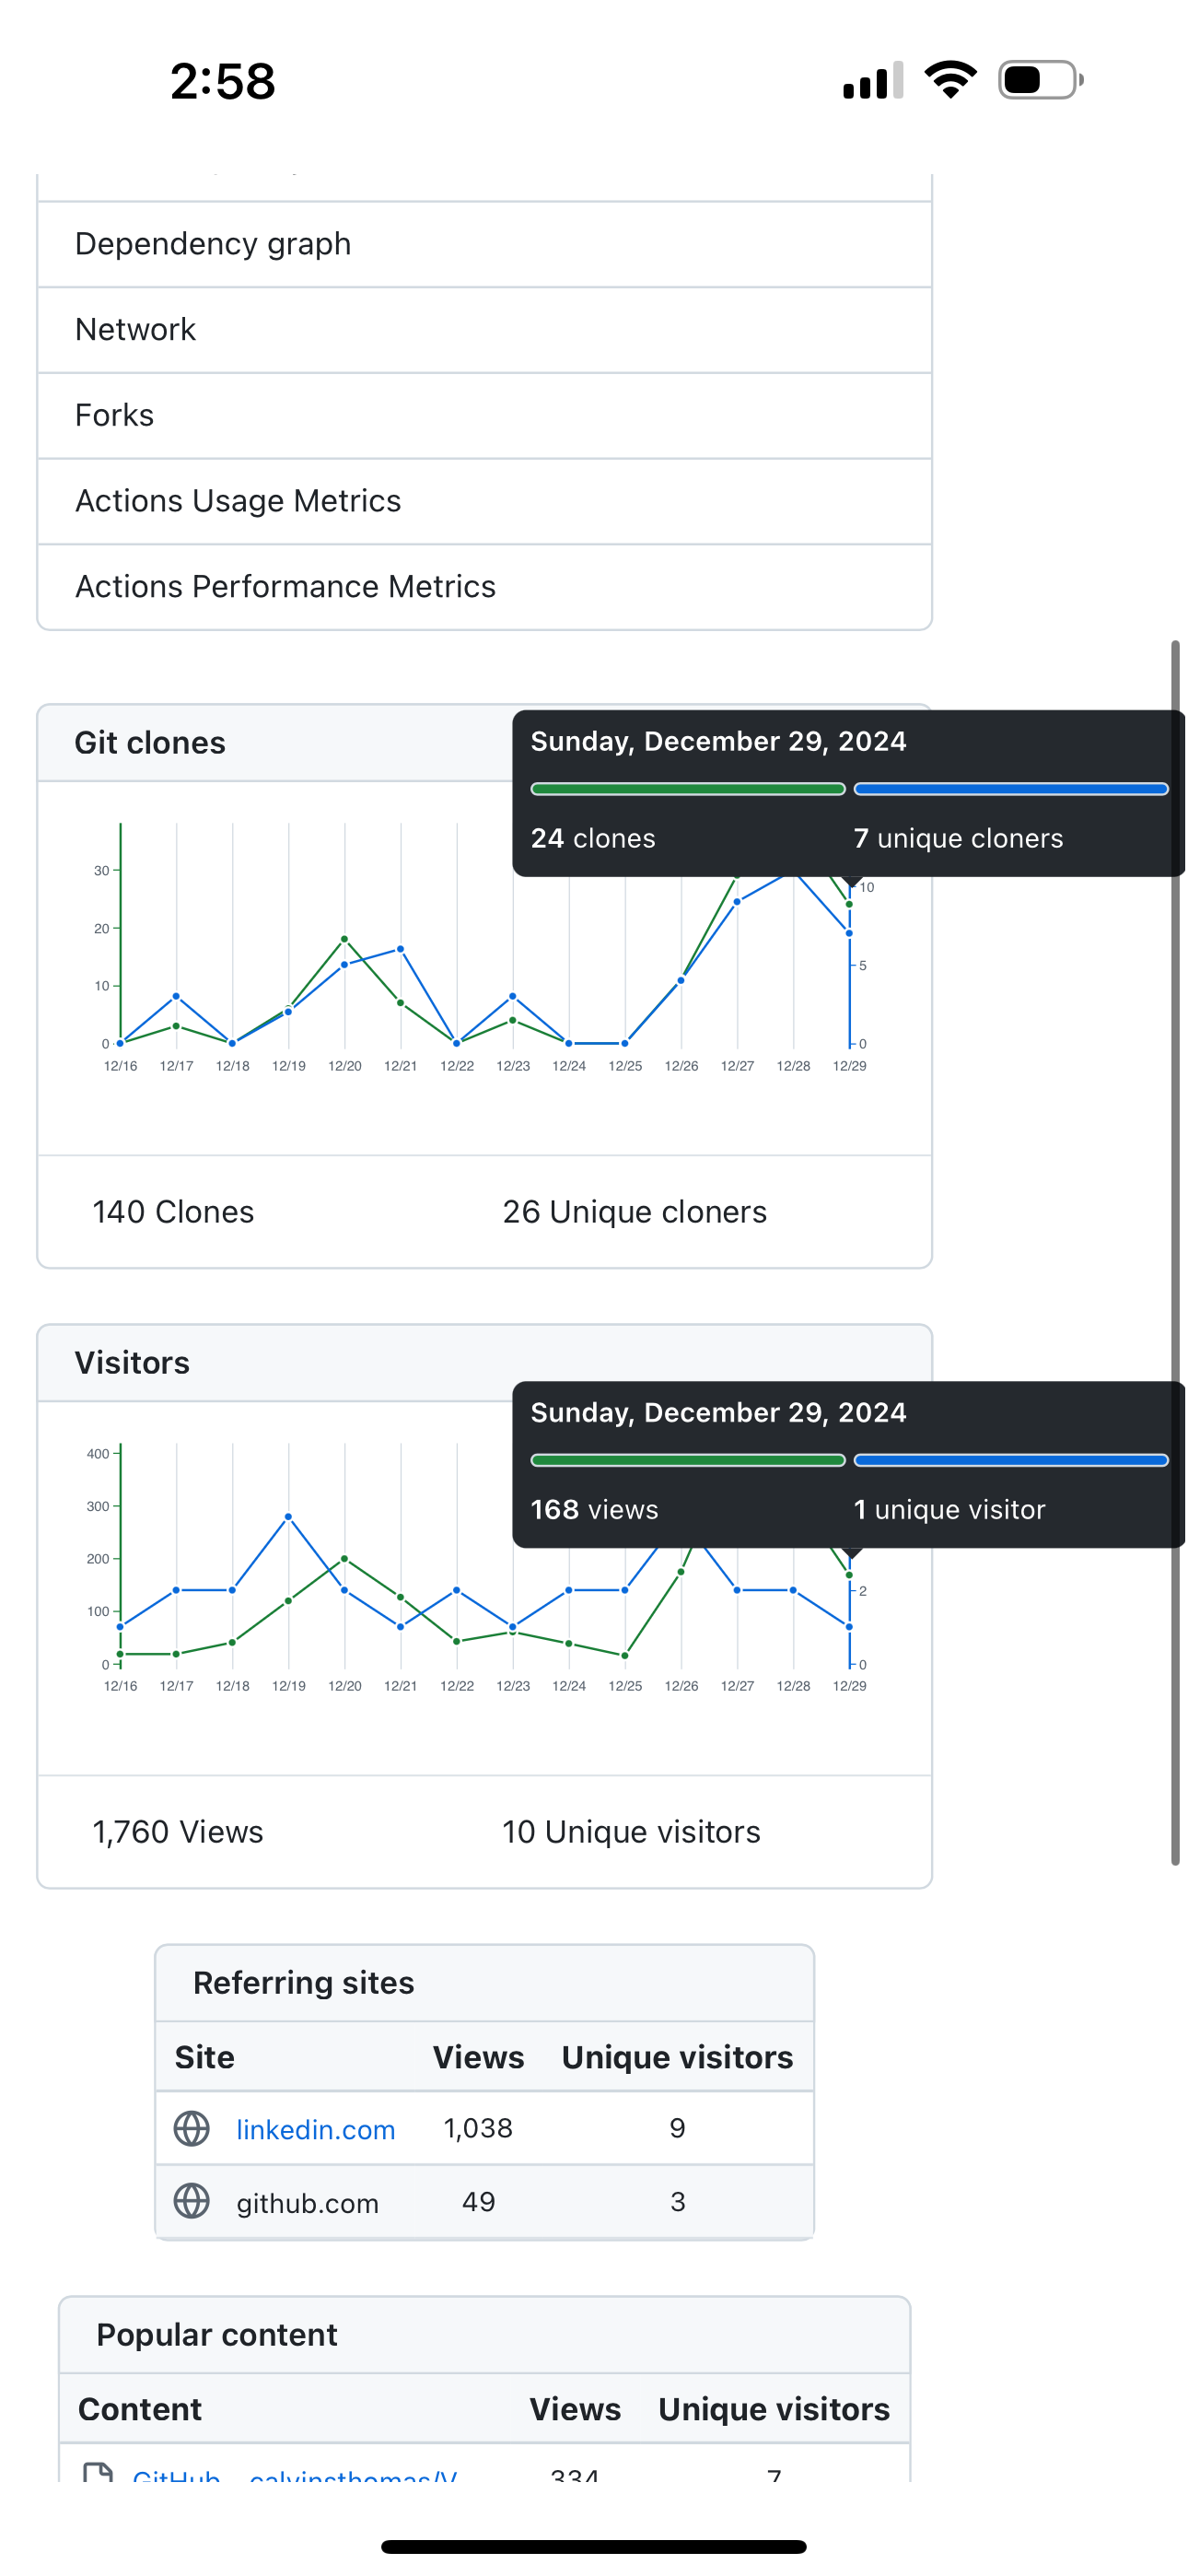 2:58
Dependency graph
Network
Forks
Actions Usage Metrics
Actions Performance Metrics
Git clones
Sunday, December 29, 2024
24 clones 7 unique cloners
30
20
10
0
10
5
0
12/16 12/17 12/18 12/19 12/20 12/21 12/22 12/23 12/24 12/25 12/26 12/27 12/28 12/29
140 Clones 26 Unique cloners
Visitors
Sunday, December 29, 2024
168 views 1 unique visitor
400
300
200
100
0
2
0
12/16 12/17 12/18 12/19 12/20 12/21 12/22 12/23 12/24 12/25 12/26 12/27 12/28 12/29
1,760 Views 10 Unique visitors
Referring sites
Site Views Unique visitors
linkedin.com 1,038 9
github.com 49 3
Popular content
Content Views Unique visitors
GitHub - calvinsthomas/V 334 7